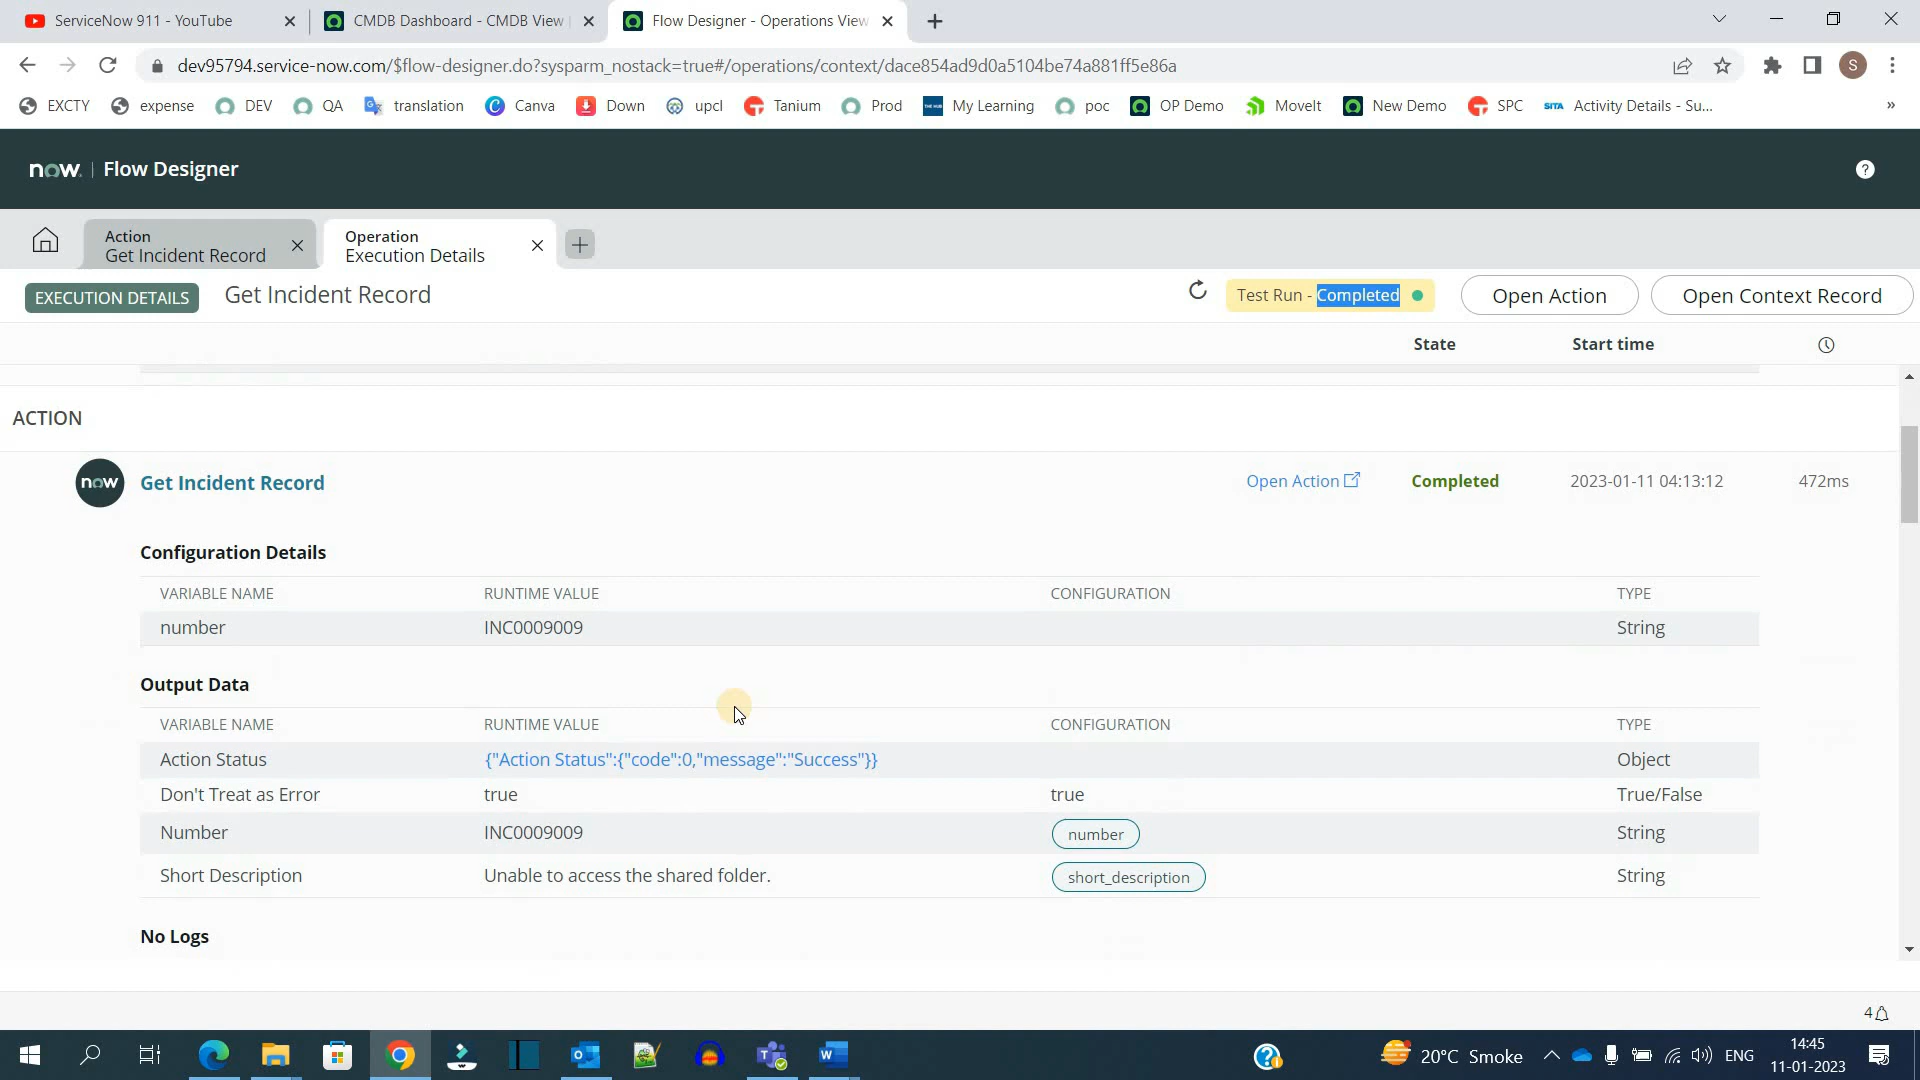 ServiceNow 911 - YouTube
CMDB Dashboard - CMDB View
Flow Designer - Operations View
dev95794.service-now.com/$flow-designer.do?sysparm_nostack=true#/operations/context/dace854ad9d0a5104be74a881ff5e86a
S
EXCTY expense DEV QA translation Canva Down upcl Tanium Prod My Learning poc OP Demo MoveIt New Demo SPC SITA Activity Details - Su... »
now. | Flow Designer
?
Action
Get Incident Record
Operation
Execution Details
EXECUTION DETAILS Get Incident Record Test Run - Completed Open Action Open Context Record
State Start time
ACTION
now Get Incident Record Open Action Completed 2023-01-11 04:13:12 472ms
Configuration Details
VARIABLE NAME RUNTIME VALUE CONFIGURATION TYPE
number INC0009009 String
Output Data
VARIABLE NAME RUNTIME VALUE CONFIGURATION TYPE
Action Status {"Action Status":{"code":0,"message":"Success"}} Object
Don't Treat as Error true true True/False
Number INC0009009 number String
Short Description Unable to access the shared folder. short_description String
No Logs
4
20°C Smoke ENG
14:45
11-01-2023